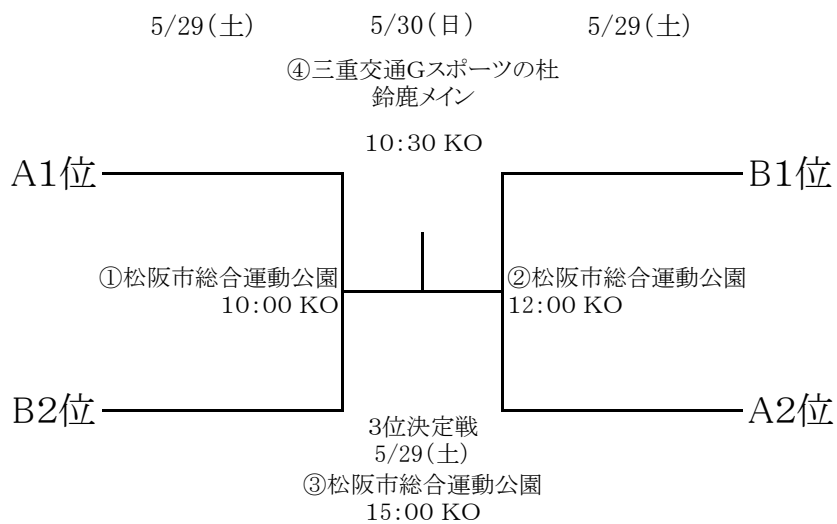 5/29(土) 5/30(日) 5/29(土)
④三重交通Gスポーツの杜
鈴鹿メイン
10:30 KO
A1位
B1位
①松阪市総合運動公園
10:00 KO
②松阪市総合運動公園
12:00 KO
B2位
A2位
3位決定戦
5/29(土)
③松阪市総合運動公園
15:00 KO